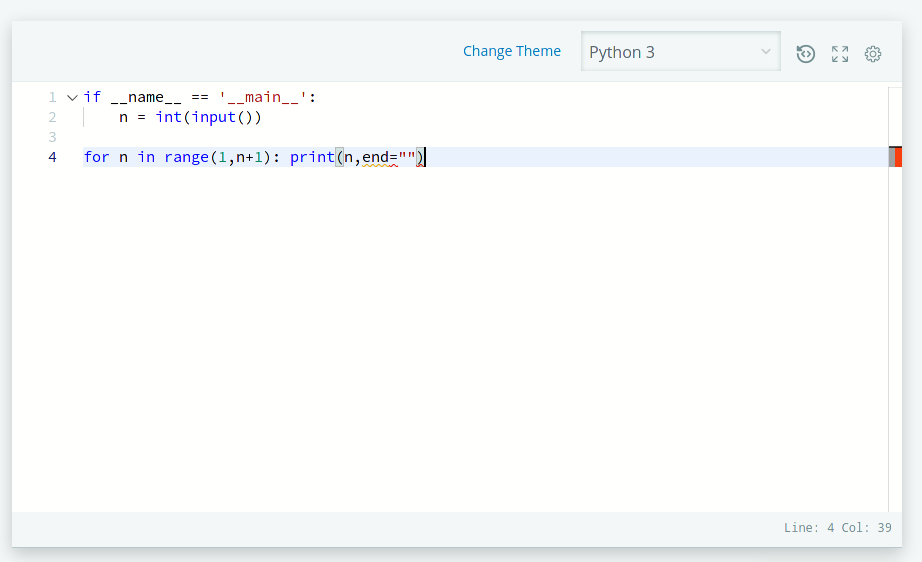 Change Theme Python 3
1 if __name__ == '__main__':
2 n = int(input())
3
4 for n in range(1,n+1): print(n,end="")
Line: 4 Col: 39